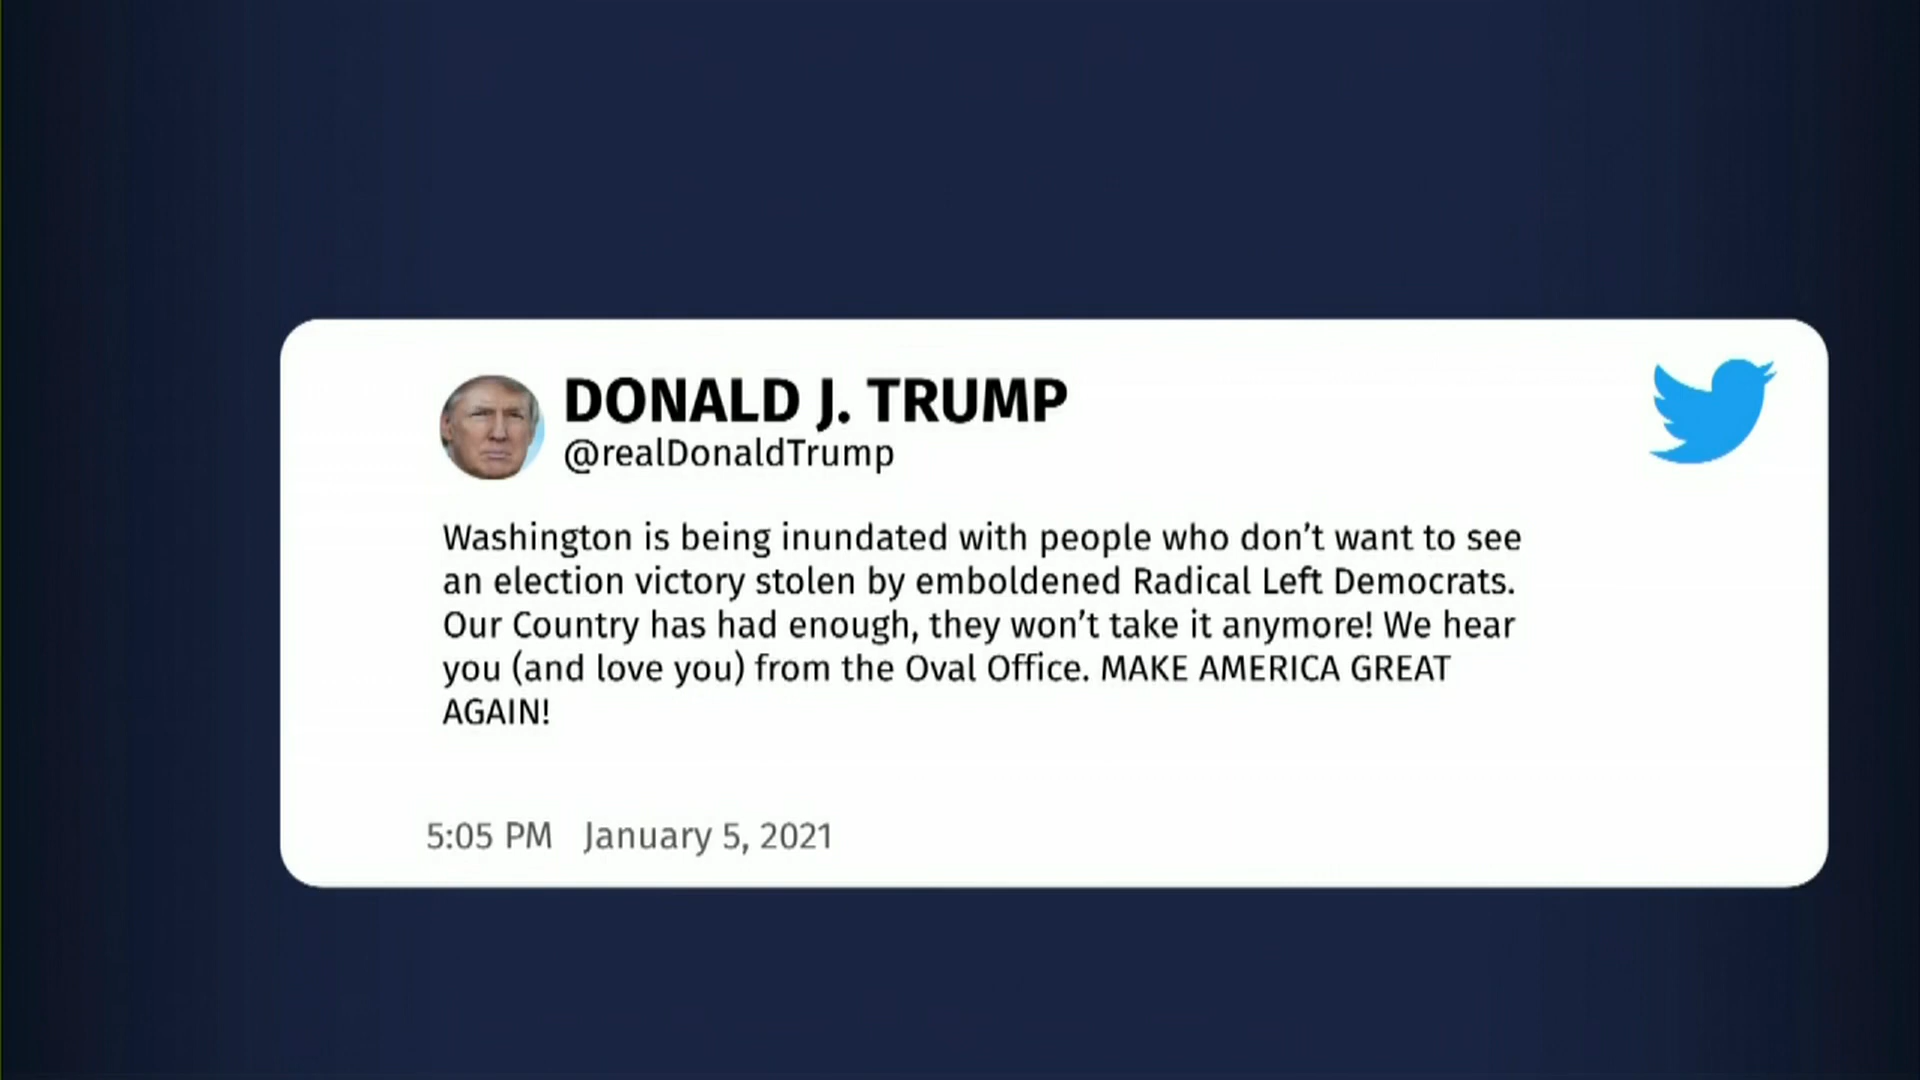 DONALD J. TRUMP
@realDonaldTrump
Washington is being inundated with people who don’t want to see
an election victory stolen by emboldened Radical Left Democrats.
Our Country has had enough, they won’t take it anymore! We hear
you (and love you) from the Oval Office. MAKE AMERICA GREAT
AGAIN!
5:05 PM January 5, 2021